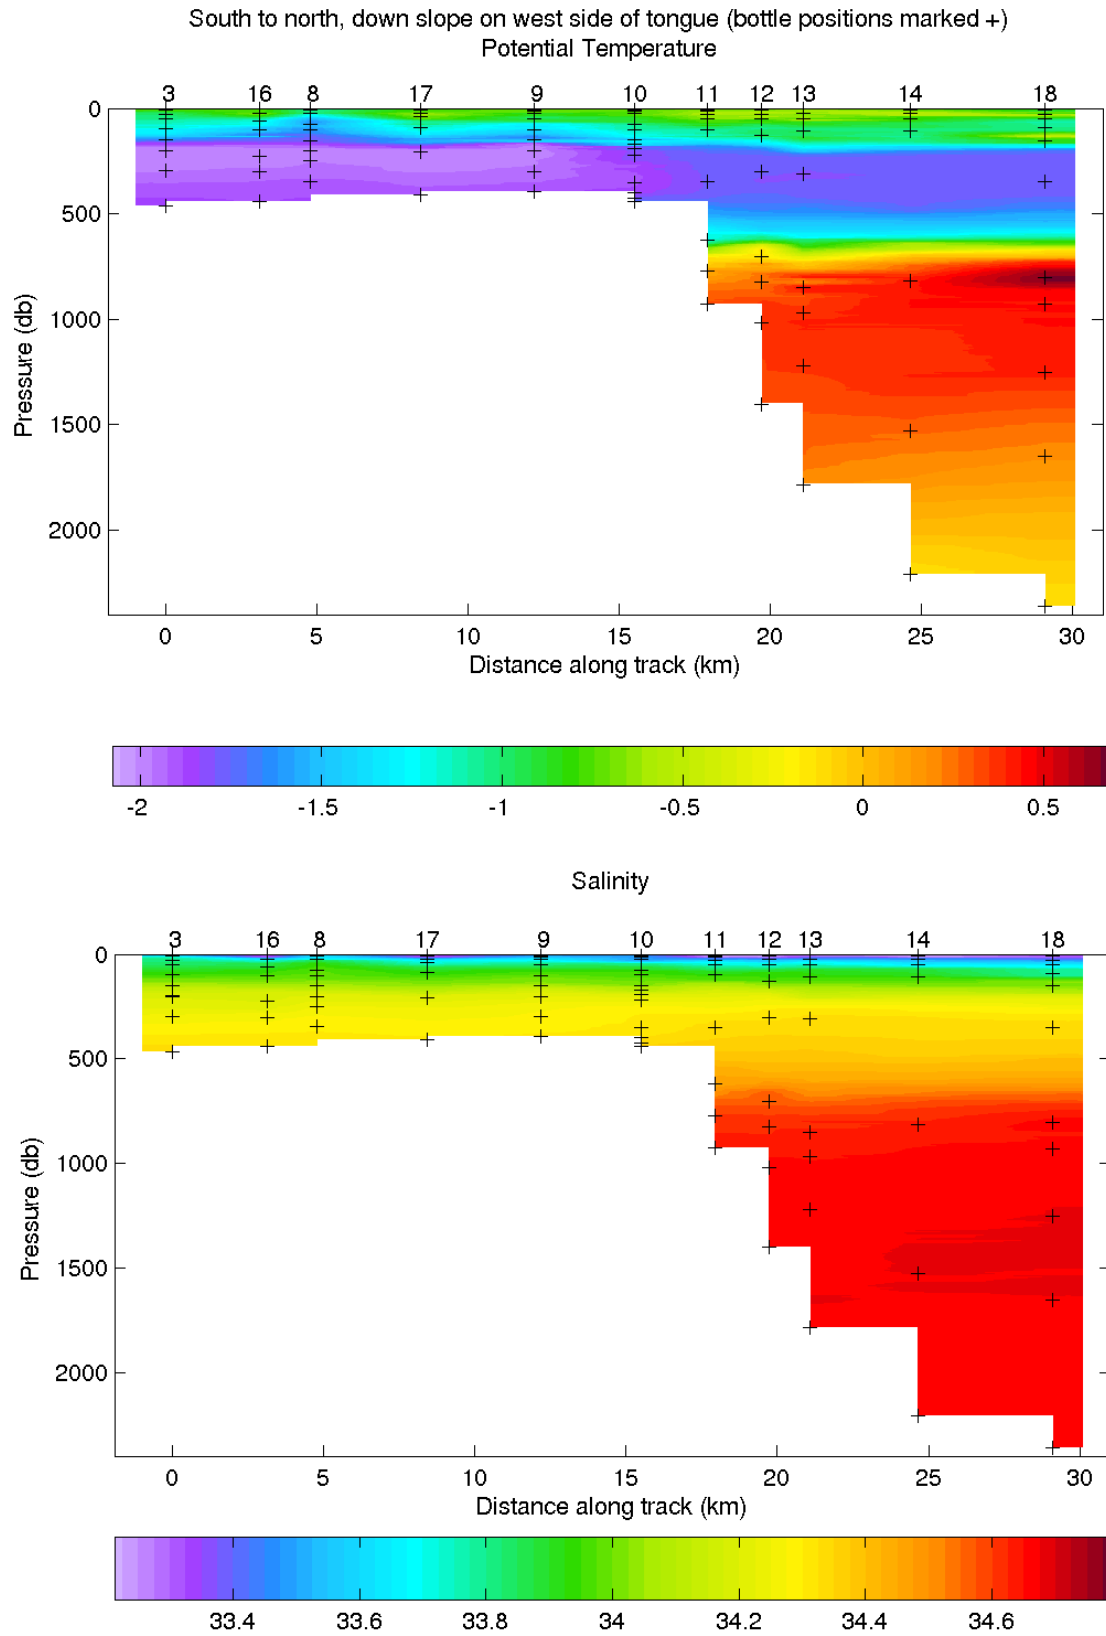 South to north, down slope on west side of tongue (bottle positions marked +)
Potential Temperature
3 16 8 17 9 10 11 12 13 14 18
0
500
1000
1500
2000
Pressure (db)
0 5 10 15 20 25 30
Distance along track (km)
-2 -1.5 -1 -0.5 0 0.5
Salinity
3 16 8 17 9 10 11 12 13 14 18
0
500
1000
1500
2000
Pressure (db)
0 5 10 15 20 25 30
Distance along track (km)
33.4 33.6 33.8 34 34.2 34.4 34.6